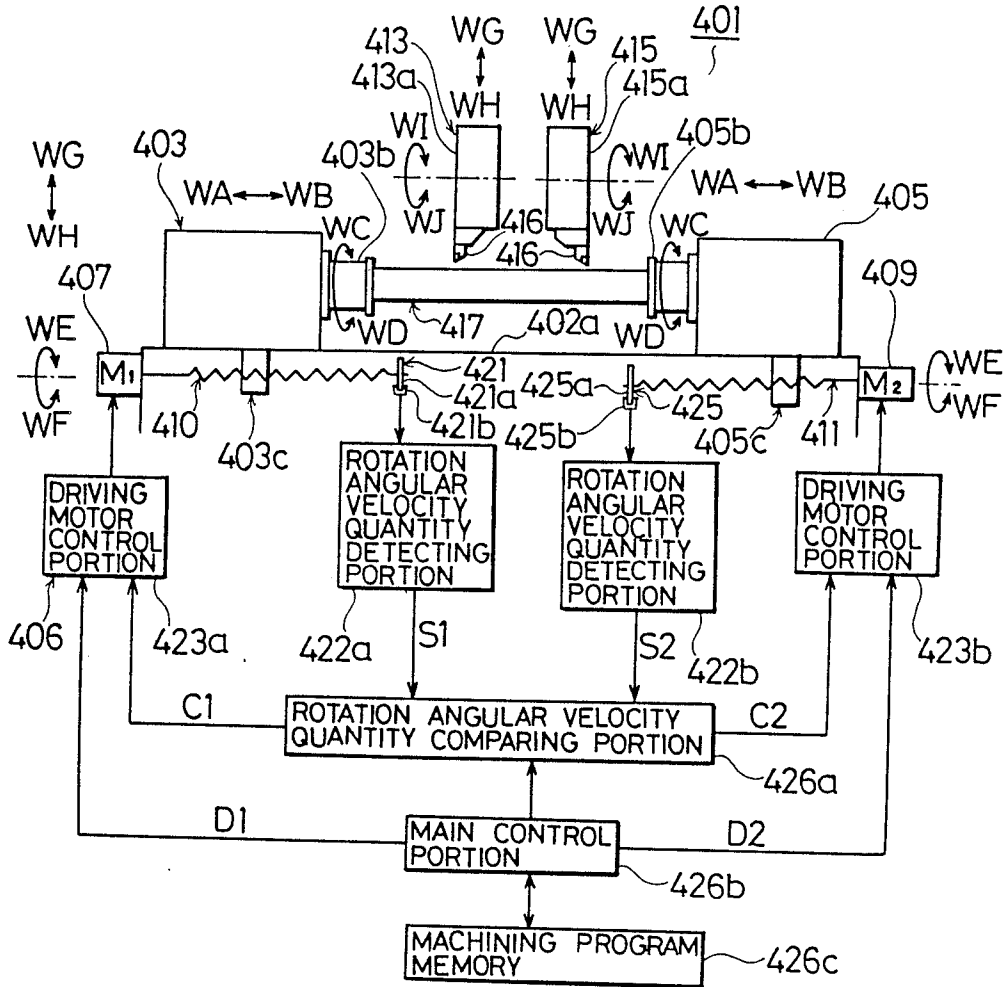 401
413
WG
WG
415
413a
415a
WH
WH
WI
WI
405b
403
403b
WG
WA WB
WJ
WJ
WA WB
405
WH
WC
416
416
WC
409
407
WD
417
402a
WD
WE
M1
421
425a
M2
WE
WF
410
421a
425
411
WF
403c
421b
425b
405c
DRIVING
MOTOR
CONTROL
PORTION
ROTATION
ANGULAR
VELOCITY
QUANTITY
DETECTING
PORTION
ROTATION
ANGULAR
VELOCITY
QUANTITY
DETECTING
PORTION
DRIVING
MOTOR
CONTROL
PORTION
406
423a
422a
S1
S2
422b
423b
C1
ROTATION ANGULAR VELOCITY
QUANTITY COMPARING PORTION
C2
426a
D1
MAIN CONTROL
PORTION
D2
426b
MACHINING PROGRAM
MEMORY
426c